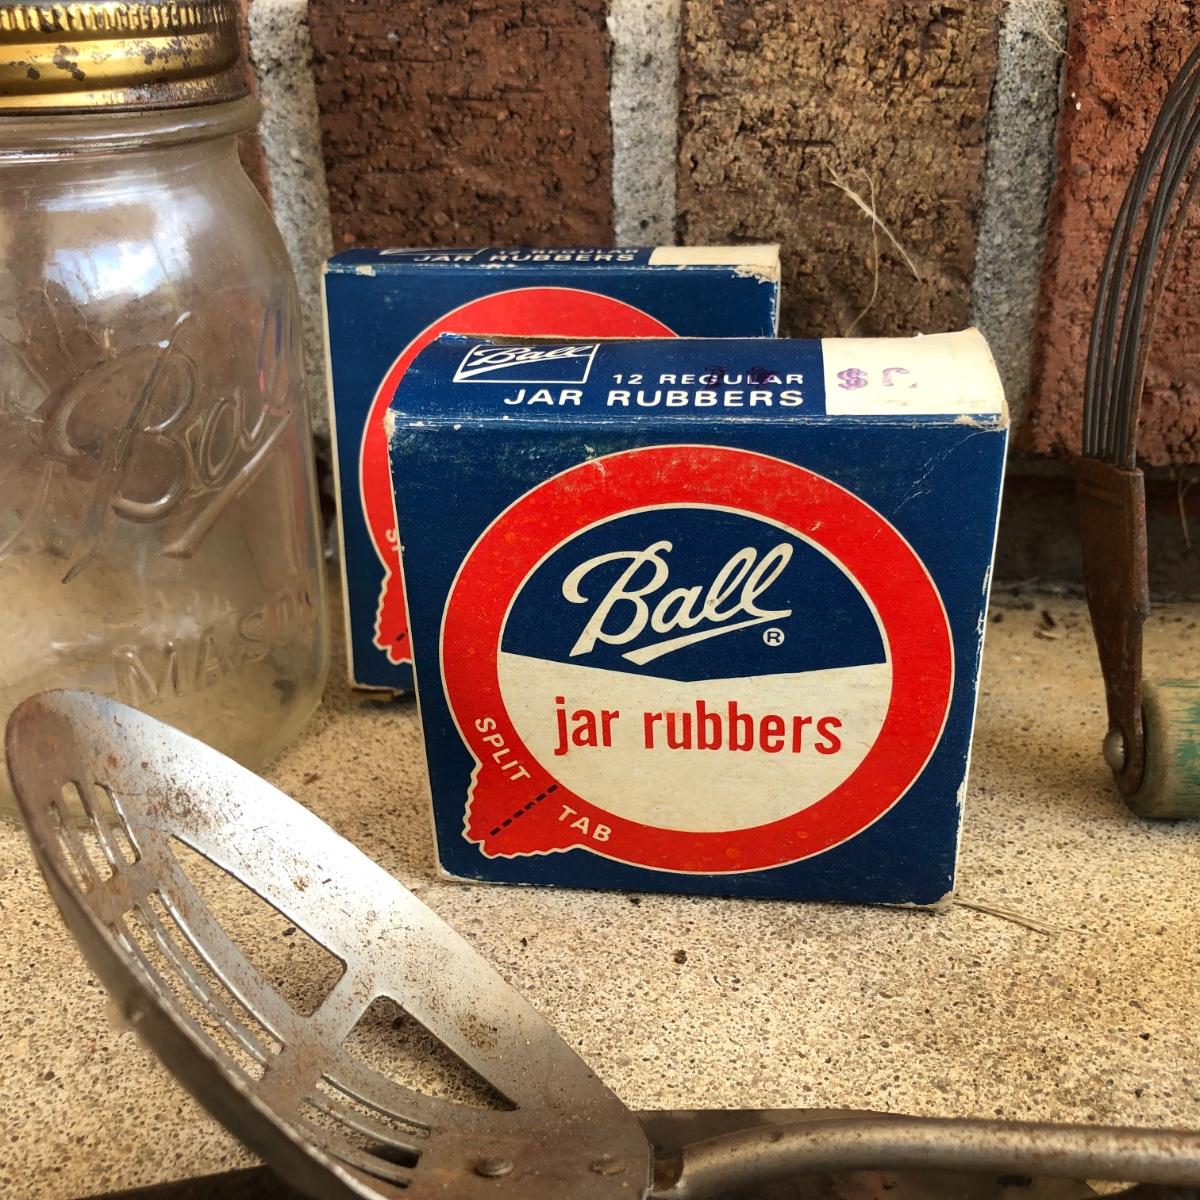 12 REGULAR
JAR RUBBERS
Ball
12 REGULAR
JAR RUBBERS
Ball
MASON
Ball
®
jar rubbers
SPLIT
TAB